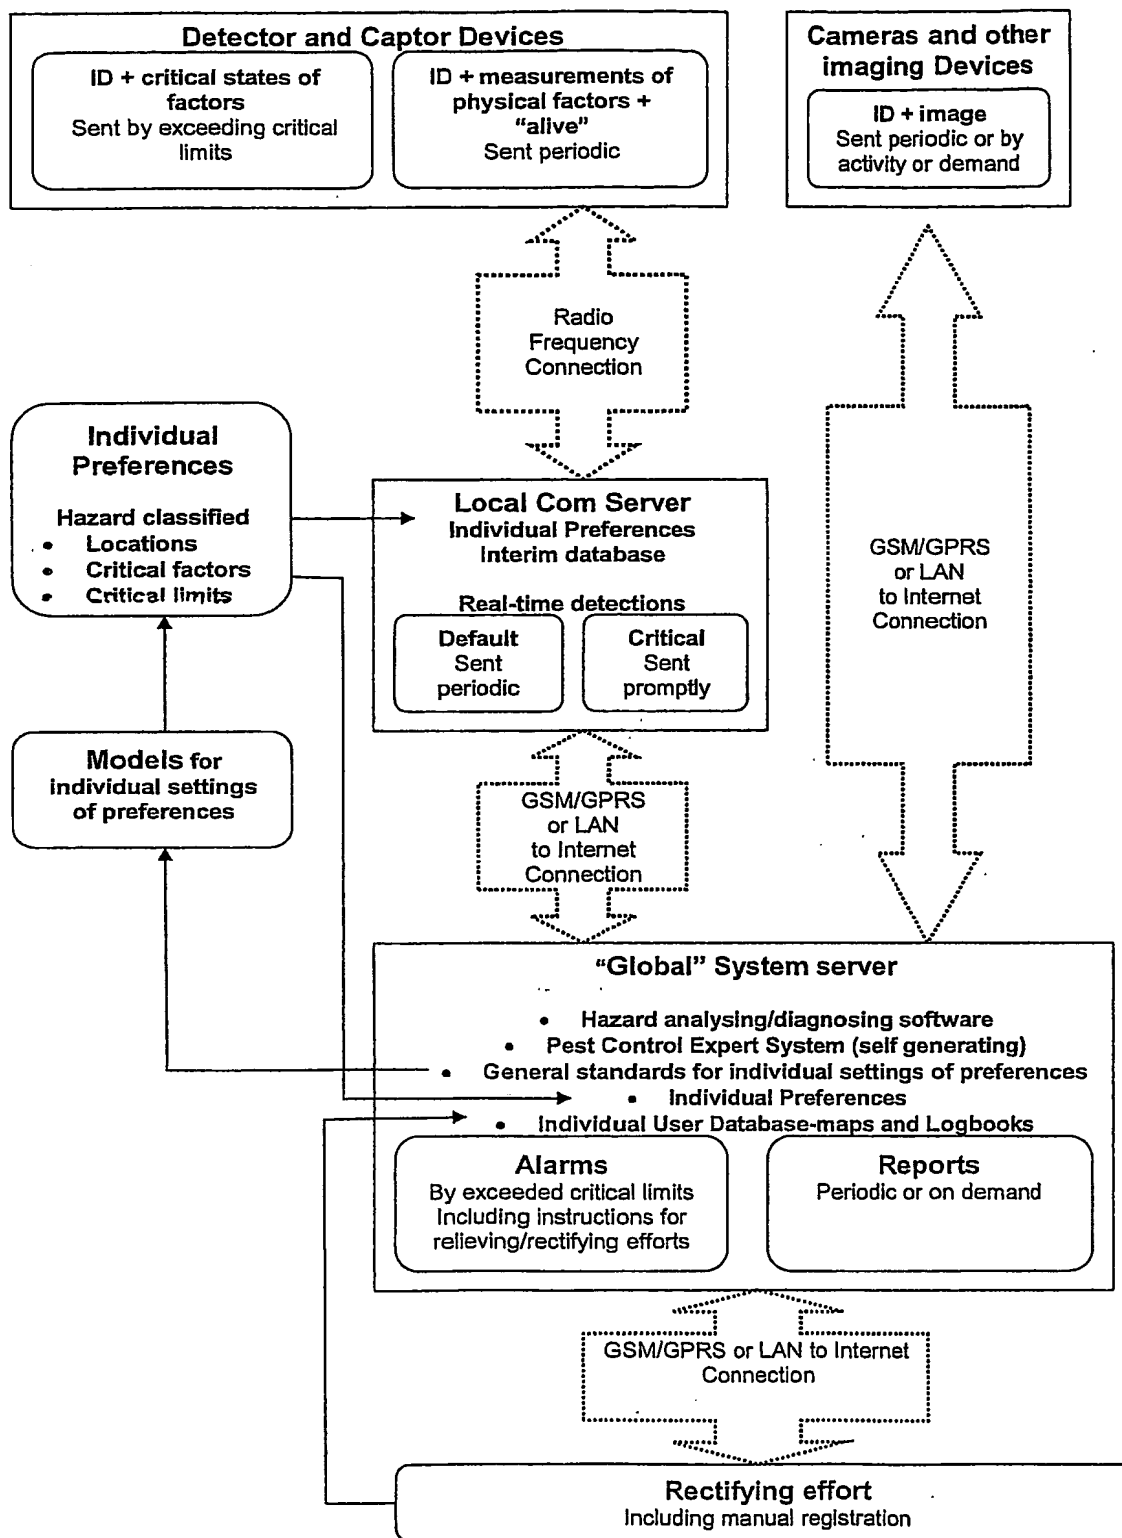 Detector and Captor Devices
ID + critical states of
factors
Sent by exceeding critical
limits
ID + measurements of
physical factors +
“alive”
Sent periodic
Cameras and other
imaging Devices
ID + image
Sent periodic or by
activity or demand
Radio
Frequency
Connection
Individual
Preferences
Hazard classified
• Locations
• Critical factors
• Critical limits
Local Com Server
Individual Preferences
Interim database
Real-time detections
Default
Sent
periodic
Critical
Sent
promptly
GSM/GPRS
or LAN
to Internet
Connection
Models for
individual settings
of preferences
GSM/GPRS
or LAN
to Internet
Connection
“Global” System server
• Hazard analysing/diagnosing software
• Pest Control Expert System (self generating)
• General standards for individual settings of preferences
• Individual Preferences
• Individual User Database-maps and Logbooks
Alarms
By exceeded critical limits
Including instructions for
relieving/rectifying efforts
Reports
Periodic or on demand
GSM/GPRS or LAN to Internet
Connection
Rectifying effort
Including manual registration